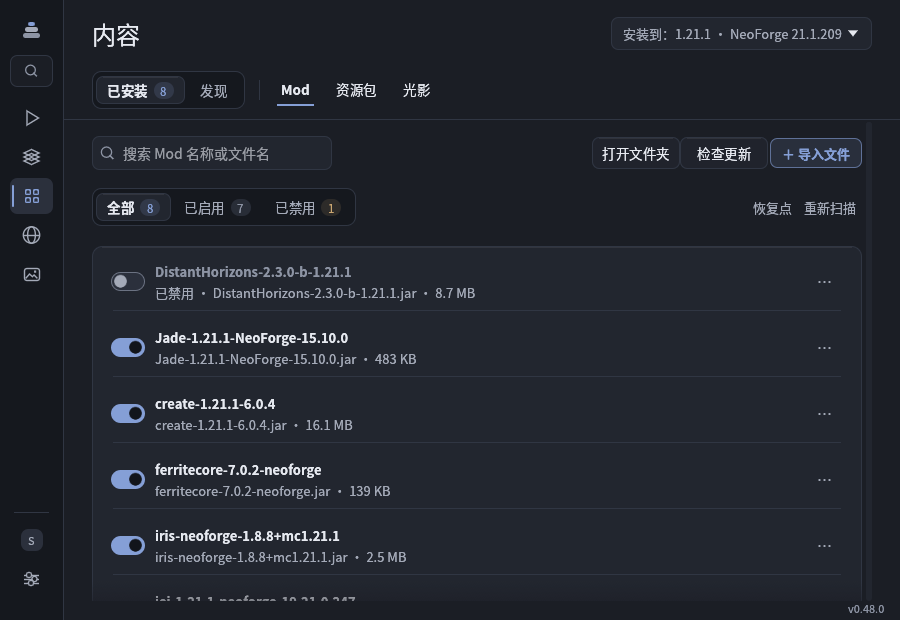 内容
安装到：1.21.1 • NeoForge 21.1.209
已安装 8 发现 Mod 资源包 光影
搜索 Mod 名称或文件名
打开文件夹 检查更新 + 导入文件
全部 8 已启用 7 已禁用 1
恢复点 重新扫描
DistantHorizons-2.3.0-b-1.21.1
已禁用 • DistantHorizons-2.3.0-b-1.21.1.jar • 8.7 MB
Jade-1.21.1-NeoForge-15.10.0
Jade-1.21.1-NeoForge-15.10.0.jar • 483 KB
create-1.21.1-6.0.4
create-1.21.1-6.0.4.jar • 16.1 MB
ferritecore-7.0.2-neoforge
ferritecore-7.0.2-neoforge.jar • 139 KB
iris-neoforge-1.8.8+mc1.21.1
iris-neoforge-1.8.8+mc1.21.1.jar • 2.5 MB
S
v0.48.0